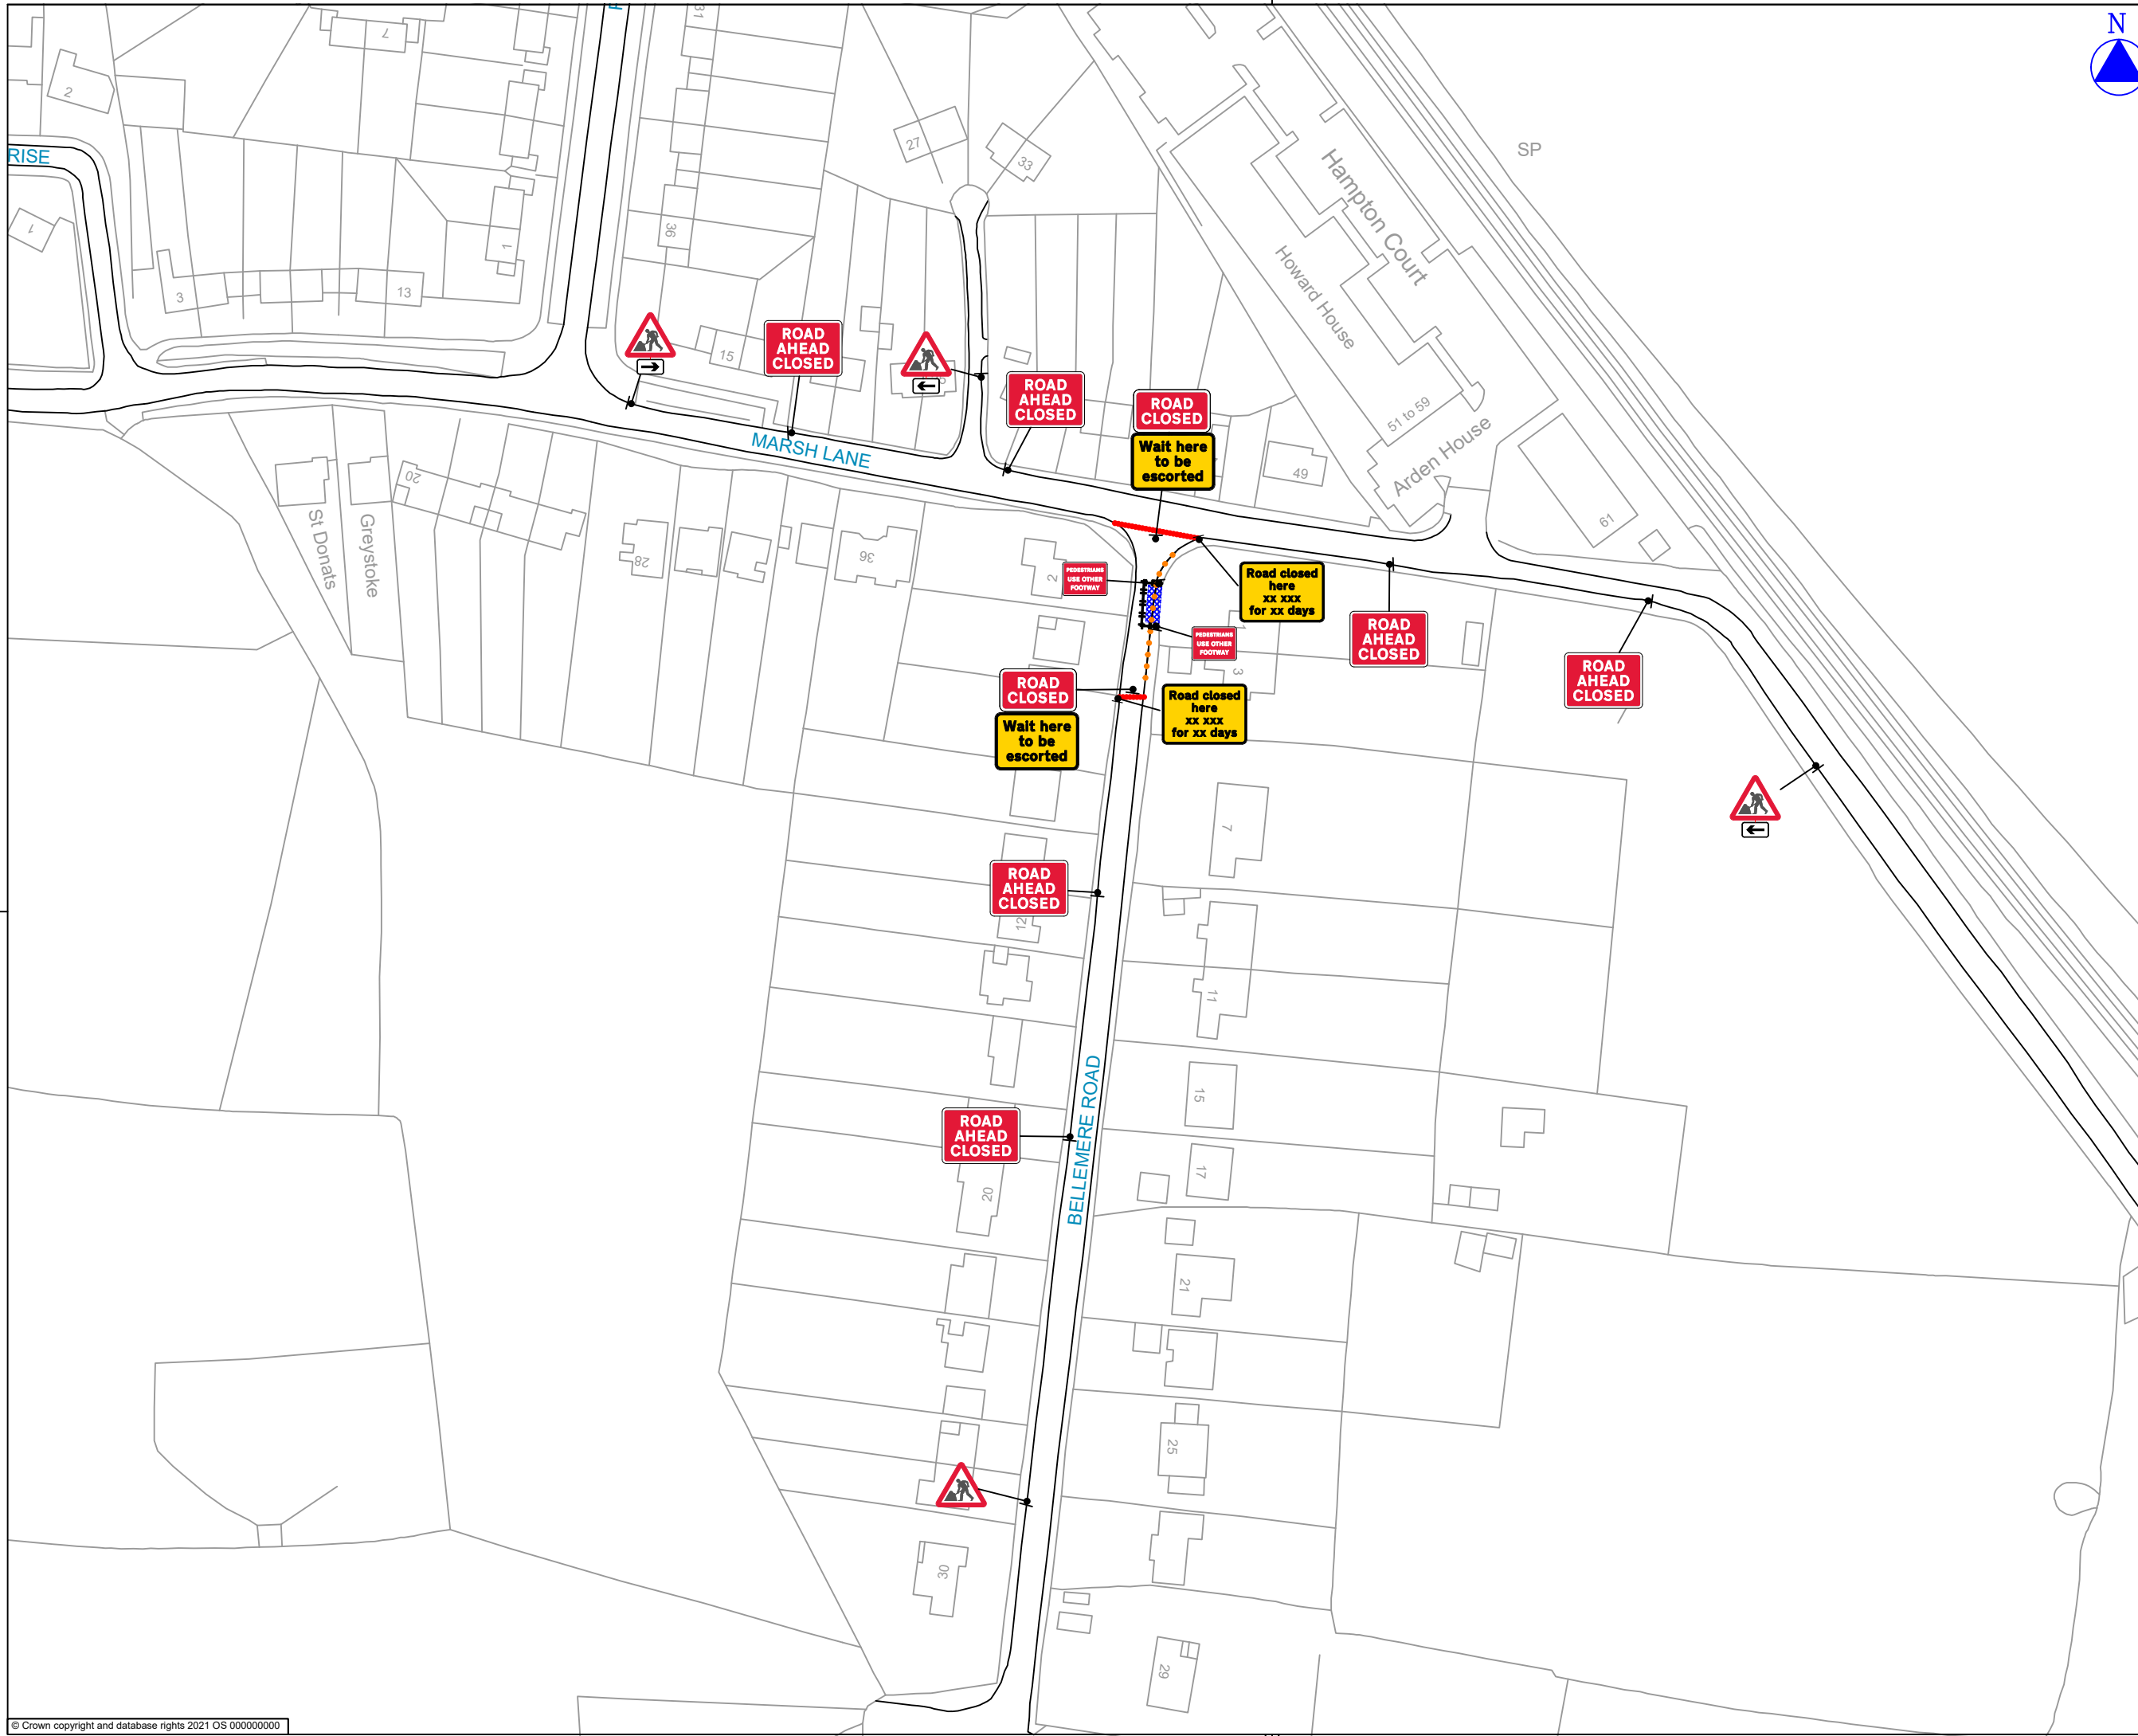 N
7
31
2
RISE
27
33
SP
Hampton Court
Howard House
1
1
36
3
13
15
ROAD
AHEAD
CLOSED
ROAD
AHEAD
CLOSED
ROAD
CLOSED
Wait here
to be
escorted
MARSH LANE
51 to 59
Arden House
49
61
20
St Donats
Greystoke
28
36
2
PEDESTRIANS
USE OTHER
FOOTWAY
Road closed
here
xx xxx
for xx days
ROAD
AHEAD
CLOSED
PEDESTRIANS
USE OTHER
FOOTWAY
3
ROAD
AHEAD
CLOSED
ROAD
CLOSED
Wait here
to be
escorted
Road closed
here
xx xxx
for xx days
7
ROAD
AHEAD
CLOSED
12
11
BELLEMERE ROAD
15
ROAD
AHEAD
CLOSED
17
20
21
25
30
29
© Crown copyright and database rights 2021 OS 000000000